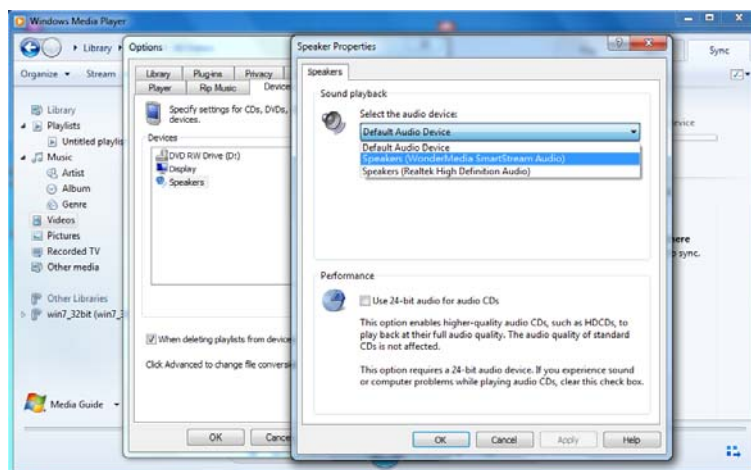 Windows Media Player
Library
Organize
Stream
Sync
Library
Playlists
Untitled playlis
Music
Artist
Album
Genre
Videos
Pictures
Recorded TV
Other media
Other Libraries
win7_32bit (win7_3
Media Guide
Options
Library Plug-ins Privacy
Player Rip Music Device
Specify settings for CDs, DVDs,
devices.
Devices
DVD RW Drive (D:)
Display
Speakers
When deleting playlists from device
Click Advanced to change file conversi
OK Cance
Speaker Properties
Speakers
Sound playback
Select the audio device:
Default Audio Device
Default Audio Device
Speakers (WonderMedia SmartStream Audio)
Speakers (Realtek High Definition Audio)
Performance
Use 24-bit audio for audio CDs
This option enables higher-quality audio CDs, such as HDCDs, to
play back at their full audio quality. The audio quality of standard
CDs is not affected.
This option requires a 24-bit audio device. If you experience sound
or computer problems while playing audio CDs, clear this check box.
OK Cancel Apply Help
evice
here
o sync.